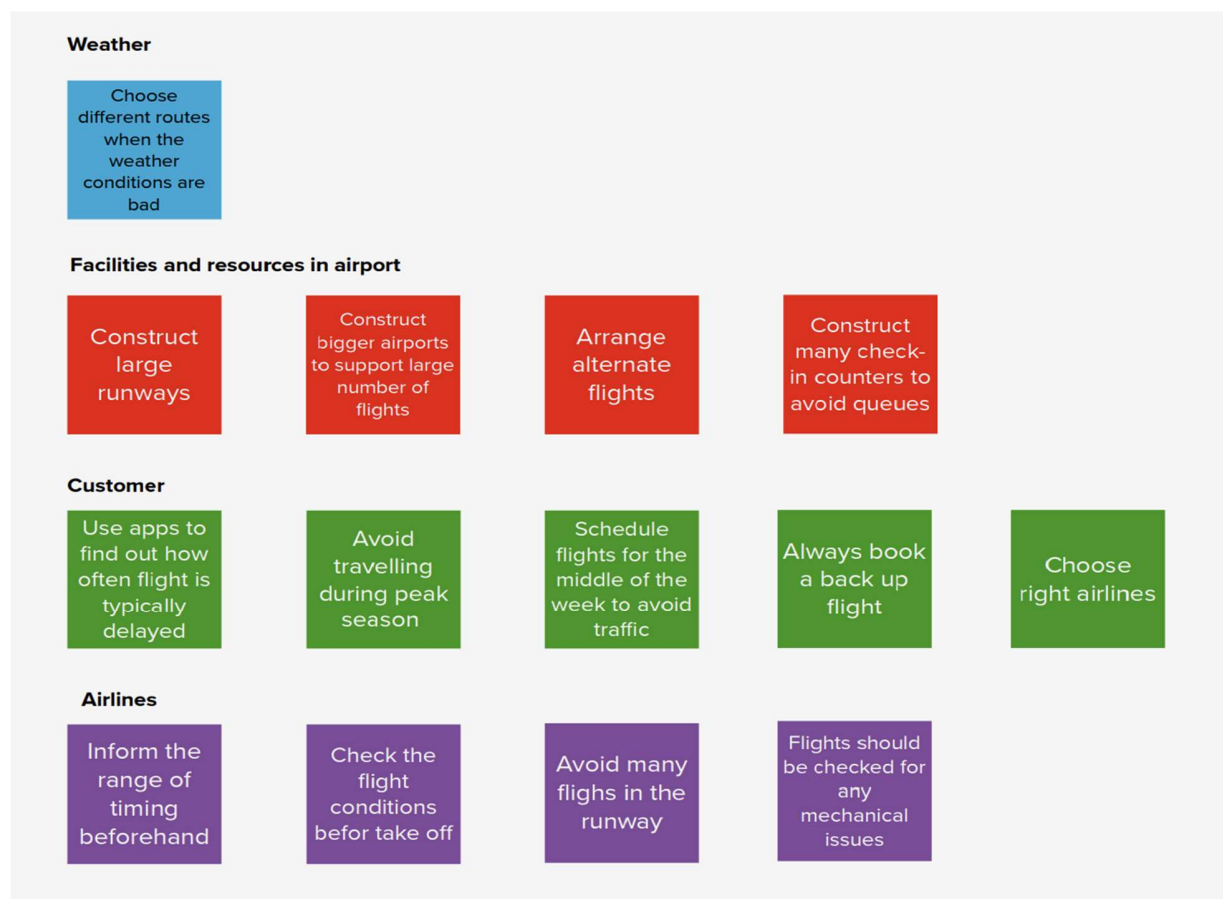 Weather
Choose
different routes
when the
weather
conditions are
bad
Facilities and resources in airport
Construct
large
runways
Construct
bigger airports
to support large
number of
flights
Arrange
alternate
flights
Construct
many check-
in counters to
avoid queues
Customer
Use apps to
find out how
often flight is
typically
delayed
Avoid
travelling
during peak
season
Schedule
flights for the
middle of the
week to avoid
traffic
Always book
a back up
flight
Choose
right airlines
Airlines
Inform the
range of
timing
beforehand
Check the
flight
conditions
befor take off
Avoid many
flighs in the
runway
Flights should
be checked for
any
mechanical
issues